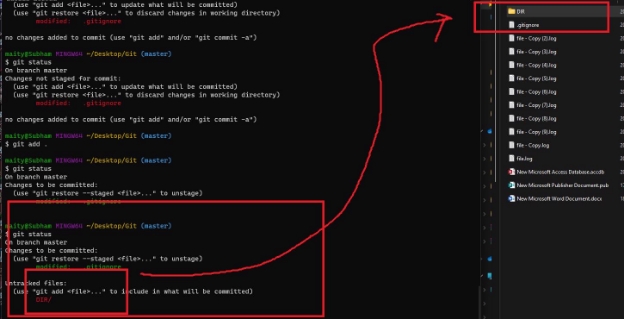 (use "git add <file>..." to update what will be committed)
(use "git restore <file>..." to discard changes in working directory)
modified: .gitignore
no changes added to commit (use "git add" and/or "git commit -a")
maity@Subham MINGW64 ~/Desktop/Git (master)
$ git status
On branch master
Changes not staged for commit:
(use "git add <file>..." to update what will be committed)
(use "git restore <file>..." to discard changes in working directory)
modified: .gitignore
no changes added to commit (use "git add" and/or "git commit -a")
maity@Subham MINGW64 ~/Desktop/Git (master)
$ git add .
maity@Subham MINGW64 ~/Desktop/Git (master)
$ git status
On branch master
Changes to be committed:
(use "git restore --staged <file>..." to unstage)
modified: .gitignore
maity@Subham MINGW64 ~/Desktop/Git (master)
$ git status
On branch master
Changes to be committed:
(use "git restore --staged <file>..." to unstage)
modified: .gitignore
Untracked files:
(use "git add <file>..." to include in what will be committed)
DIR/
DIR
.gitignore
file - Copy (2).log
file - Copy (3).log
file - Copy (4).log
file - Copy (5).log
file - Copy (6).log
file - Copy (7).log
file - Copy (8).log
file - Copy (9).log
file - Copy.log
file.log
New Microsoft Access Database.accdb
New Microsoft Publisher Document.pub
New Microsoft Word Document.docx